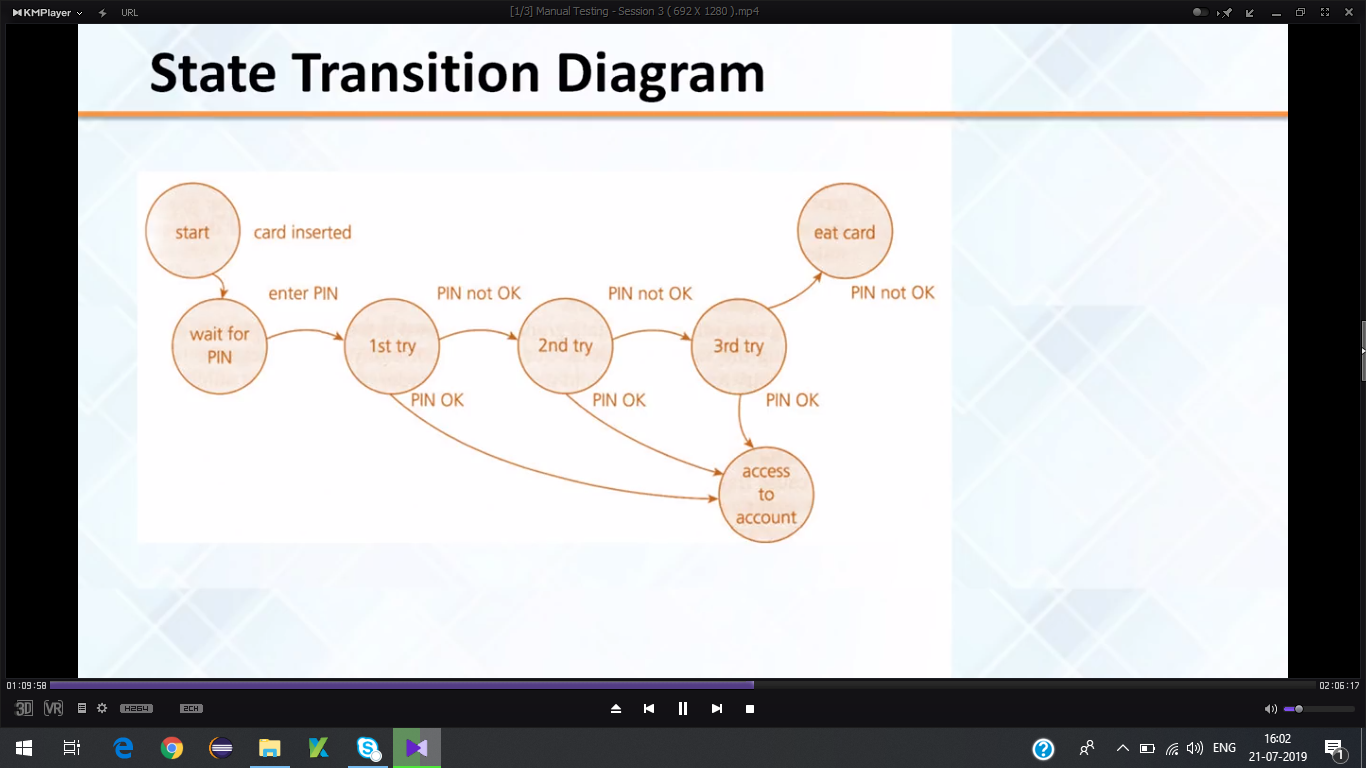 KMPlayer
URL
[1/3] Manual Testing - Session 3 ( 692 X 1280 ).mp4
State Transition Diagram
start
card inserted
eat card
enter PIN
PIN not OK
PIN not OK
PIN not OK
wait for
PIN
1st try
2nd try
3rd try
PIN OK
PIN OK
PIN OK
access
to
account
01:09:58
02:06:17
3D
VR
H264
2CH
ENG
16:02
21-07-2019
1